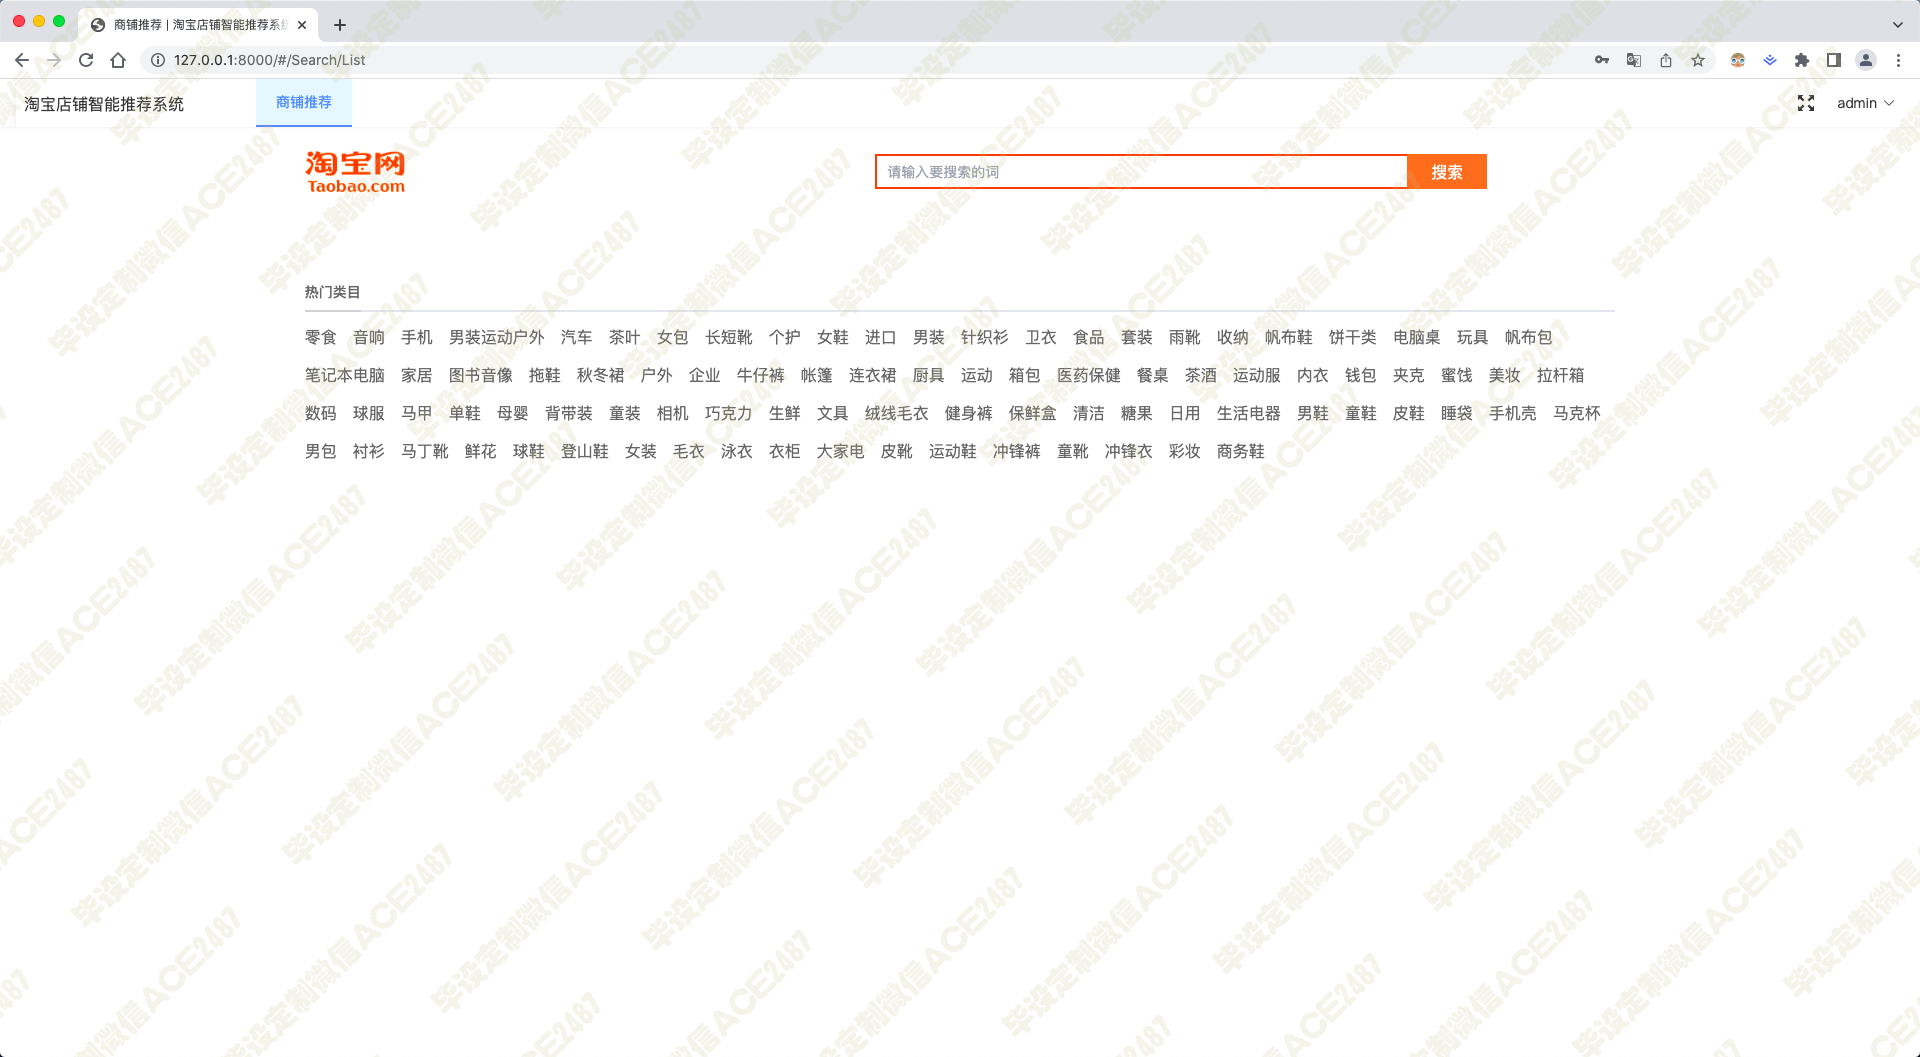 商铺推荐 | 淘宝店铺智能推荐系统
127.0.0.1:8000/#/Search/List
淘宝店铺智能推荐系统 商铺推荐 admin
淘宝网
Taobao.com
请输入要搜索的词 搜索
热门类目
零食 音响 手机 男装运动户外 汽车 茶叶 女包 长短靴 个护 女鞋 进口 男装 针织衫 卫衣 食品 套装 雨靴 收纳 帆布鞋 饼干类 电脑桌 玩具 帆布包
笔记本电脑 家居 图书音像 拖鞋 秋冬裙 户外 企业 牛仔裤 帐篷 连衣裙 厨具 运动 箱包 医药保健 餐桌 茶酒 运动服 内衣 钱包 夹克 蜜饯 美妆 拉杆箱
数码 球服 马甲 单鞋 母婴 背带装 童装 相机 巧克力 生鲜 文具 绒线毛衣 健身裤 保鲜盒 清洁 糖果 日用 生活电器 男鞋 童鞋 皮鞋 睡袋 手机壳 马克杯
男包 衬衫 马丁靴 鲜花 球鞋 登山鞋 女装 毛衣 泳衣 衣柜 大家电 皮靴 运动鞋 冲锋裤 童靴 冲锋衣 彩妆 商务鞋
毕设定制微信ACE2487